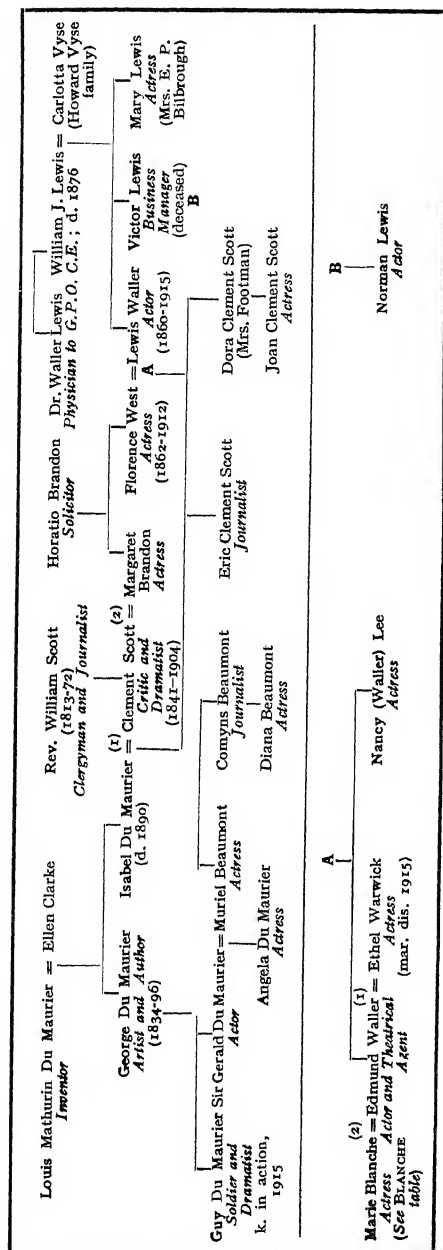 Louis Mathurin Du Maurier = Ellen Clarke
Inventor
Rev. William Scott
(1813-72)
Clergyman and Journalist
Horatio Brandon
Solicitor
Dr. Waller Lewis
Physician to G.P.O.
William J. Lewis = Carlotta Vyse
C.E.; d. 1876
(Howard Vyse
family)
George Du Maurier
Artist and Author
(1834-96)
Isabel Du Maurier
(d. 1890)
(1)
= Clement Scott =
Critic and
Dramatist
(1841-1904)
(2)
Margaret
Brandon
Actress
Florence West = Lewis Waller
Actress
(1862-1912)
A
Actor
(1860-1915)
Victor Lewis
Business
Manager
(deceased)
B
Mary Lewis
Actress
(Mrs. E. P.
Bilbrough)
Guy Du Maurier
Soldier and
Dramatist
k. in action,
1915
Sir Gerald Du Maurier = Muriel Beaumont
Actor
Actress
Comyns Beaumont
Journalist
Eric Clement Scott
Journalist
Dora Clement Scott
(Mrs. Footman)
Angela Du Maurier
Actress
Diana Beaumont
Actress
Joan Clement Scott
Actress
A
B
(2)
(1)
Marie Blanche = Edmund Waller = Ethel Warwick
Actress
Actor and Theatrical
Agent
Actress
(See BLANCHE
table)
(mar. dis. 1915)
Nancy (Waller) Lee
Actress
Norman Lewis
Actor